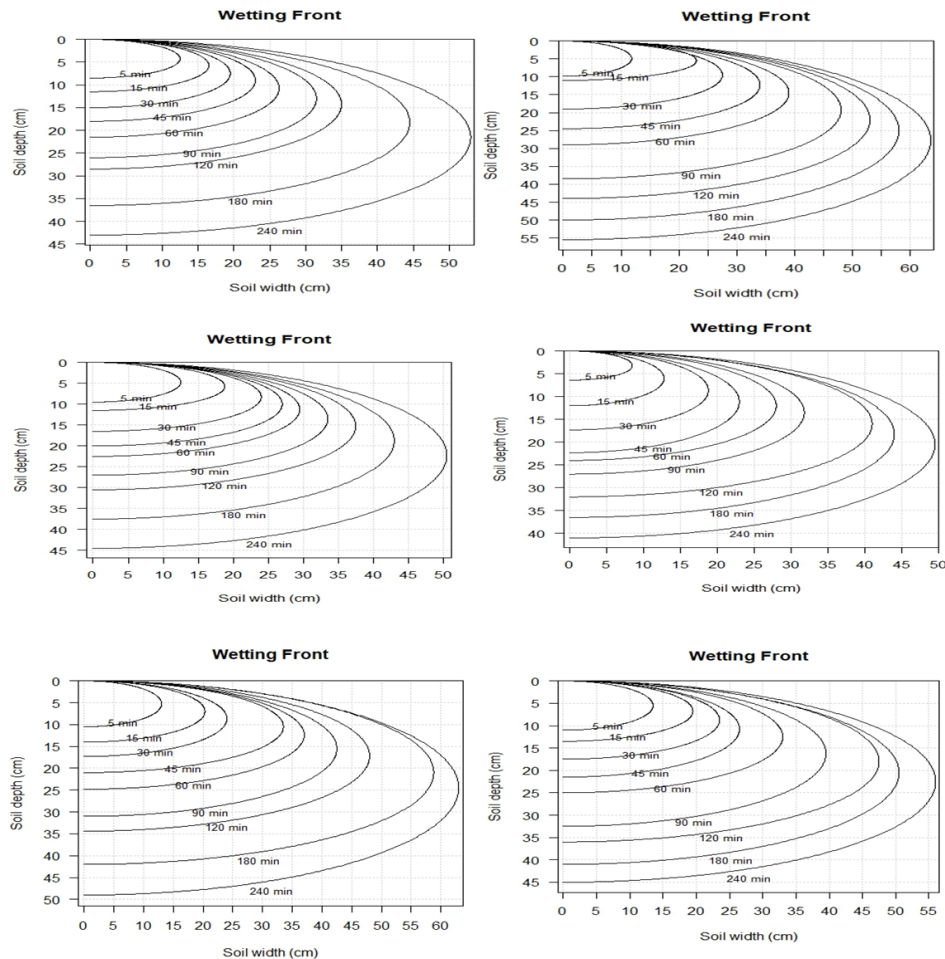 Wetting Front
0
5
10
15
20
25
30
35
40
45
Soil depth (cm)
5 min
15 min
30 min
45 min
60 min
90 min
120 min
180 min
240 min
0 5 10 15 20 25 30 35 40 45 50
Soil width (cm)
Wetting Front
0
5
10
15
20
25
30
35
40
45
50
55
Soil depth (cm)
5 min
15 min
30 min
45 min
60 min
90 min
120 min
180 min
240 min
0 5 10 20 30 40 50 60
Soil width (cm)
Wetting Front
0
5
10
15
20
25
30
35
40
45
Soil depth (cm)
5 min
15 min
30 min
45 min
60 min
90 min
120 min
180 min
240 min
0 5 10 15 20 25 30 35 40 45 50
Soil width (cm)
Wetting Front
0
5
10
15
20
25
30
35
40
Soil depth (cm)
5 min
15 min
30 min
45 min
60 min
90 min
120 min
180 min
240 min
0 5 10 15 20 25 30 35 40 45 50
Soil width (cm)
Wetting Front
0
5
10
15
20
25
30
35
40
45
50
Soil depth (cm)
5 min
15 min
30 min
45 min
60 min
90 min
120 min
180 min
240 min
0 5 10 15 20 25 30 35 40 45 50 60
Soil width (cm)
Wetting Front
0
5
10
15
20
25
30
35
40
45
Soil depth (cm)
5 min
15 min
30 min
45 min
60 min
90 min
120 min
180 min
240 min
0 5 10 15 20 25 30 35 40 45 50 55
Soil width (cm)